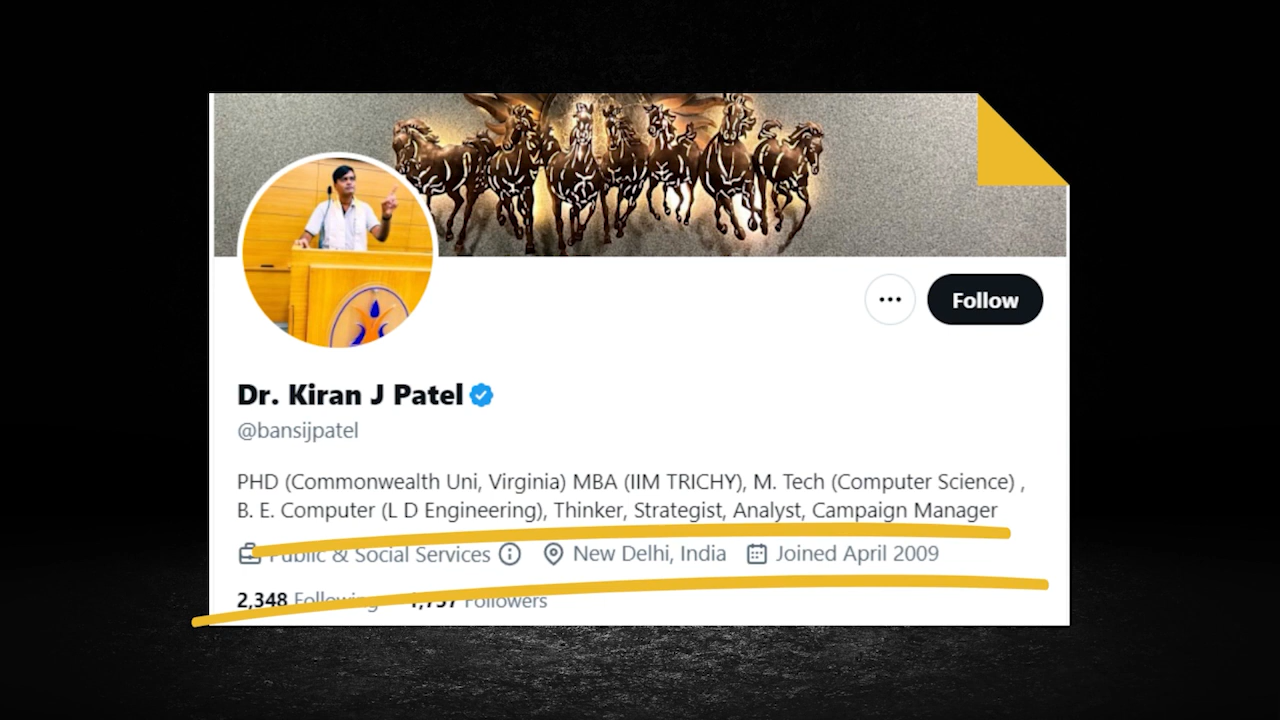 Follow
Dr. Kiran J Patel
@bansijpatel
PHD (Commonwealth Uni, Virginia) MBA (IIM TRICHY), M. Tech (Computer Science) ,
B. E. Computer (L D Engineering), Thinker, Strategist, Analyst, Campaign Manager
Public & Social Services New Delhi, India Joined April 2009
2,348 Following Followers